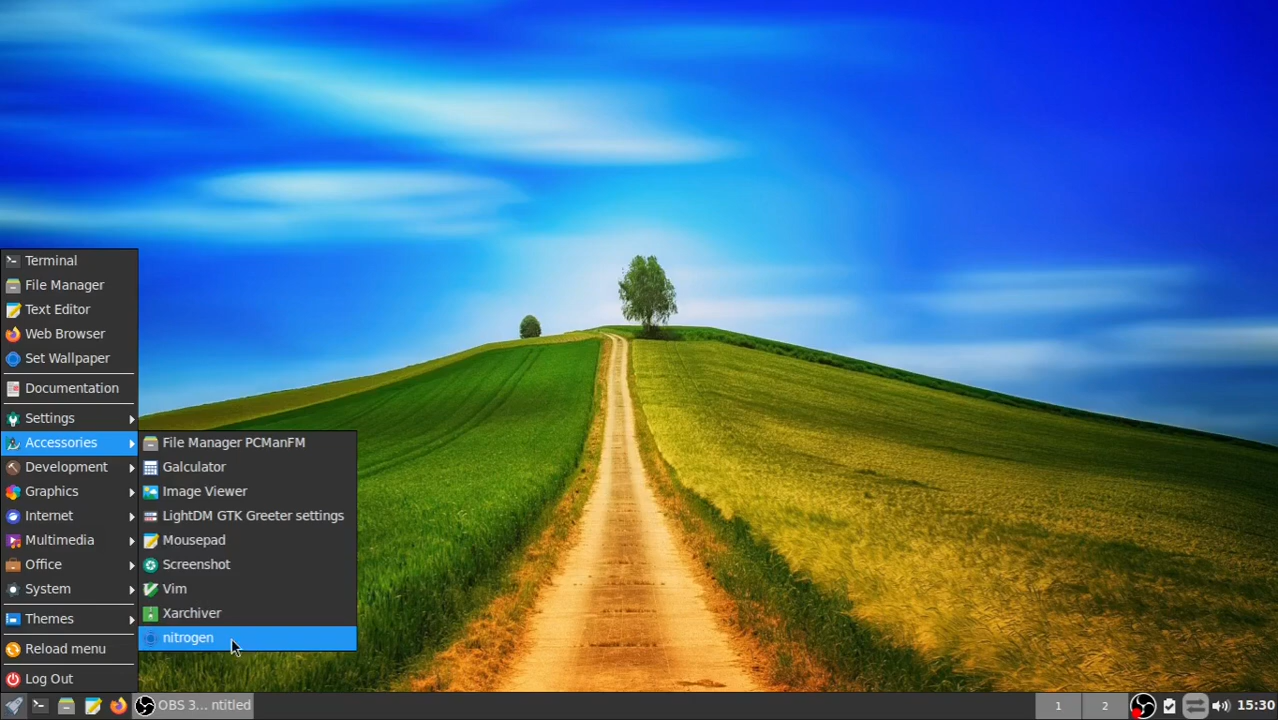 Terminal
File Manager
Text Editor
Web Browser
Set Wallpaper
Documentation
Settings
Accessories
Development
Graphics
Internet
Multimedia
Office
System
Themes
Reload menu
Log Out
File Manager PCManFM
Galculator
Image Viewer
LightDM GTK Greeter settings
Mousepad
Screenshot
Vim
Xarchiver
nitrogen
OBS 3... ntitled
1
2
15:30